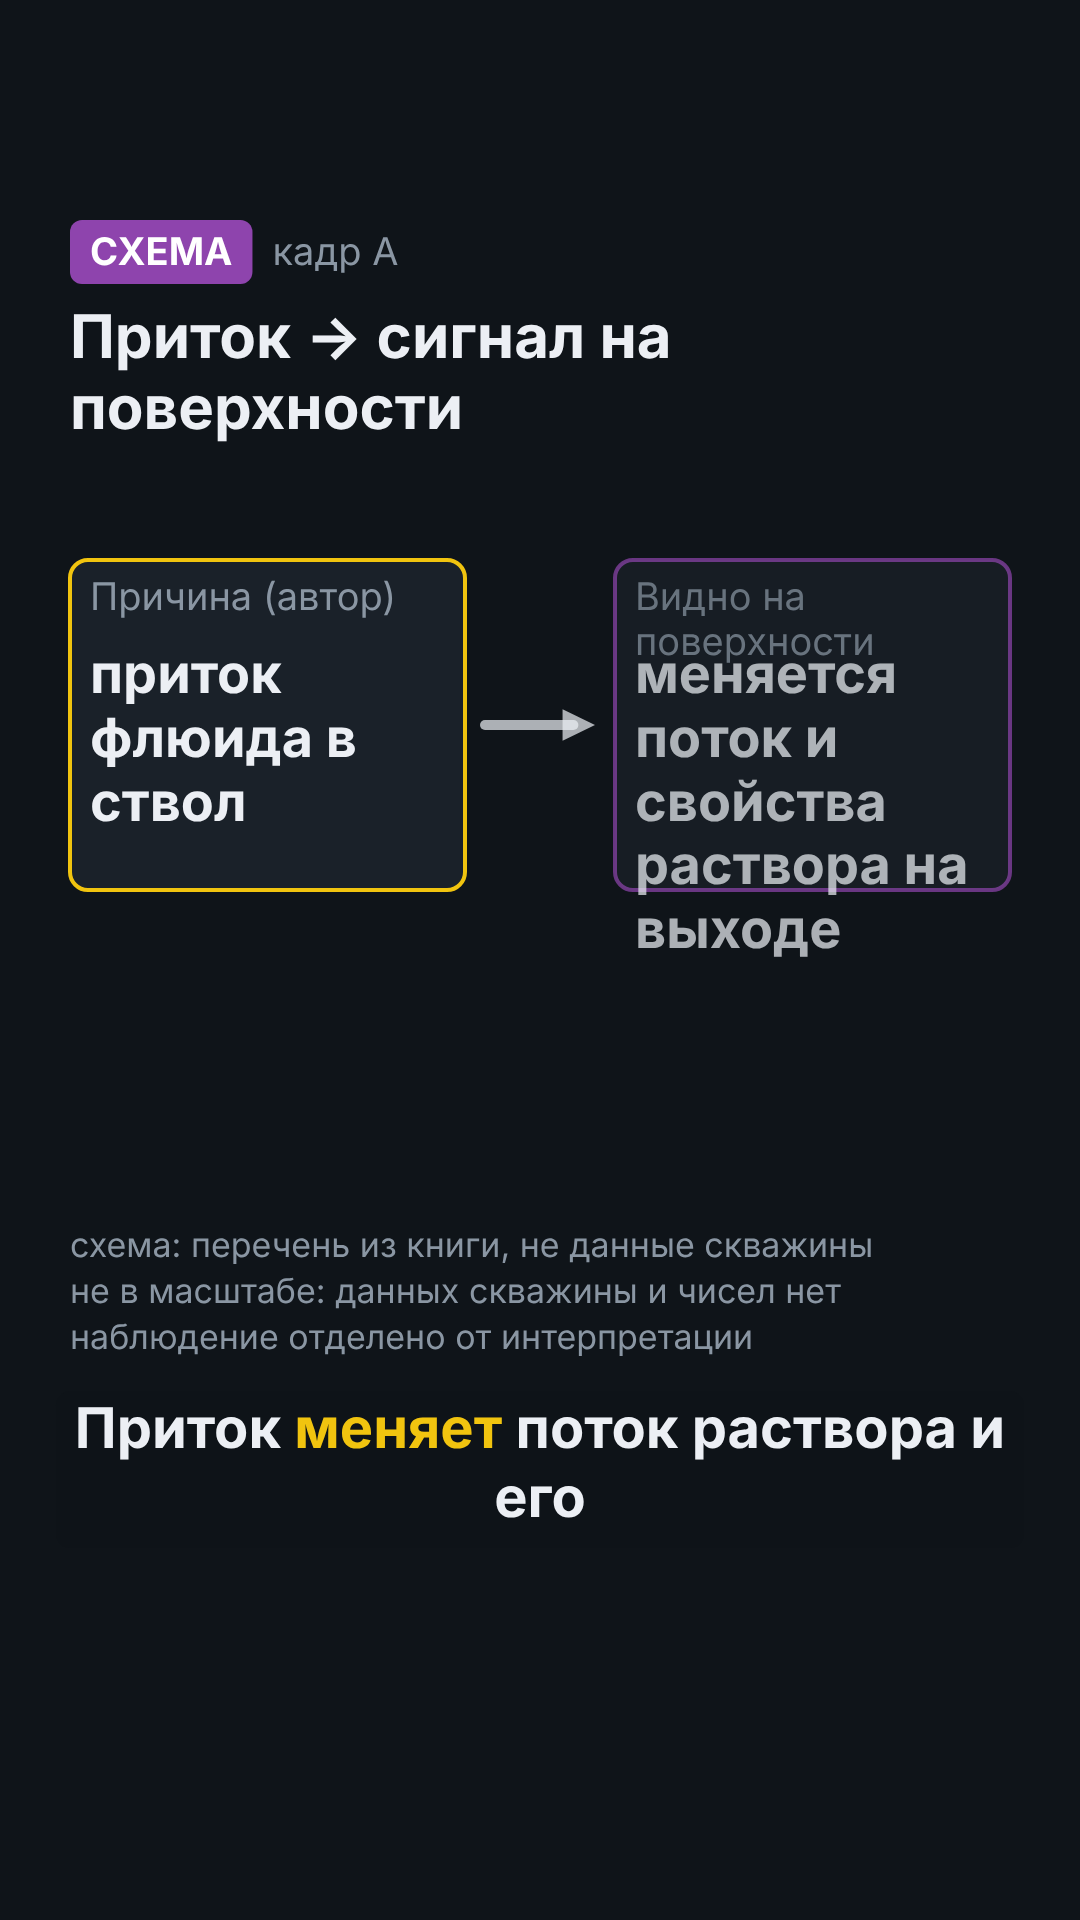 СХЕМА кадр А
Приток → сигнал на
поверхности
Причина (автор)
приток
флюида в
ствол
Видно на
поверхности
меняется
поток и
свойства
раствора на
выходе
схема: перечень из книги, не данные скважины
не в масштабе: данных скважины и чисел нет
наблюдение отделено от интерпретации
Приток меняет поток раствора и
его